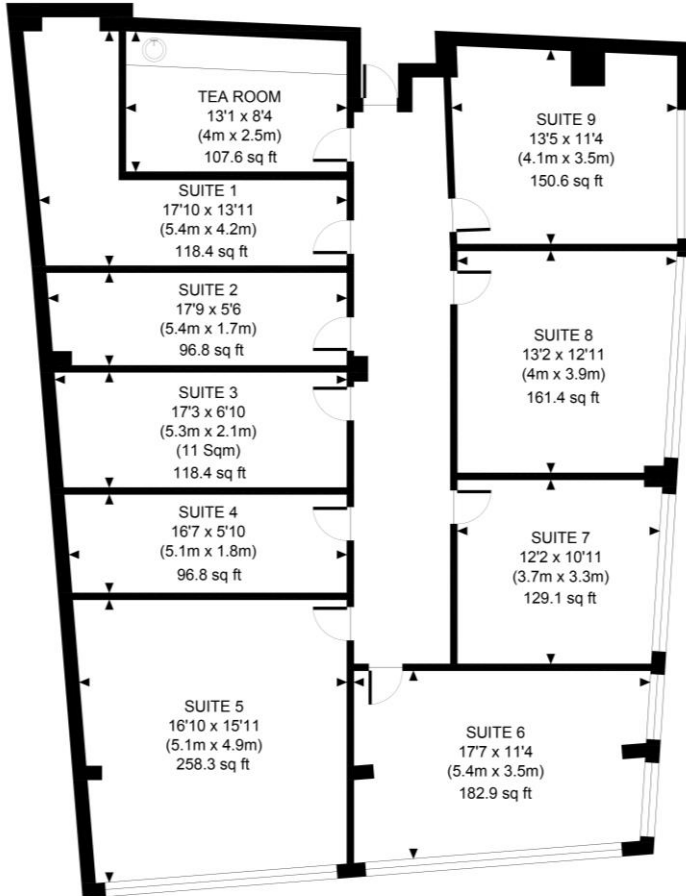 TEA ROOM
13'1 x 8'4
(4m x 2.5m)
107.6 sq ft
SUITE 1
17'10 x 13'11
(5.4m x 4.2m)
118.4 sq ft
SUITE 2
17'9 x 5'6
(5.4m x 1.7m)
96.8 sq ft
SUITE 3
17'3 x 6'10
(5.3m x 2.1m)
(11 Sqm)
118.4 sq ft
SUITE 4
16'7 x 5'10
(5.1m x 1.8m)
96.8 sq ft
SUITE 5
16'10 x 15'11
(5.1m x 4.9m)
258.3 sq ft
SUITE 9
13'5 x 11'4
(4.1m x 3.5m)
150.6 sq ft
SUITE 8
13'2 x 12'11
(4m x 3.9m)
161.4 sq ft
SUITE 7
12'2 x 10'11
(3.7m x 3.3m)
129.1 sq ft
SUITE 6
17'7 x 11'4
(5.4m x 3.5m)
182.9 sq ft